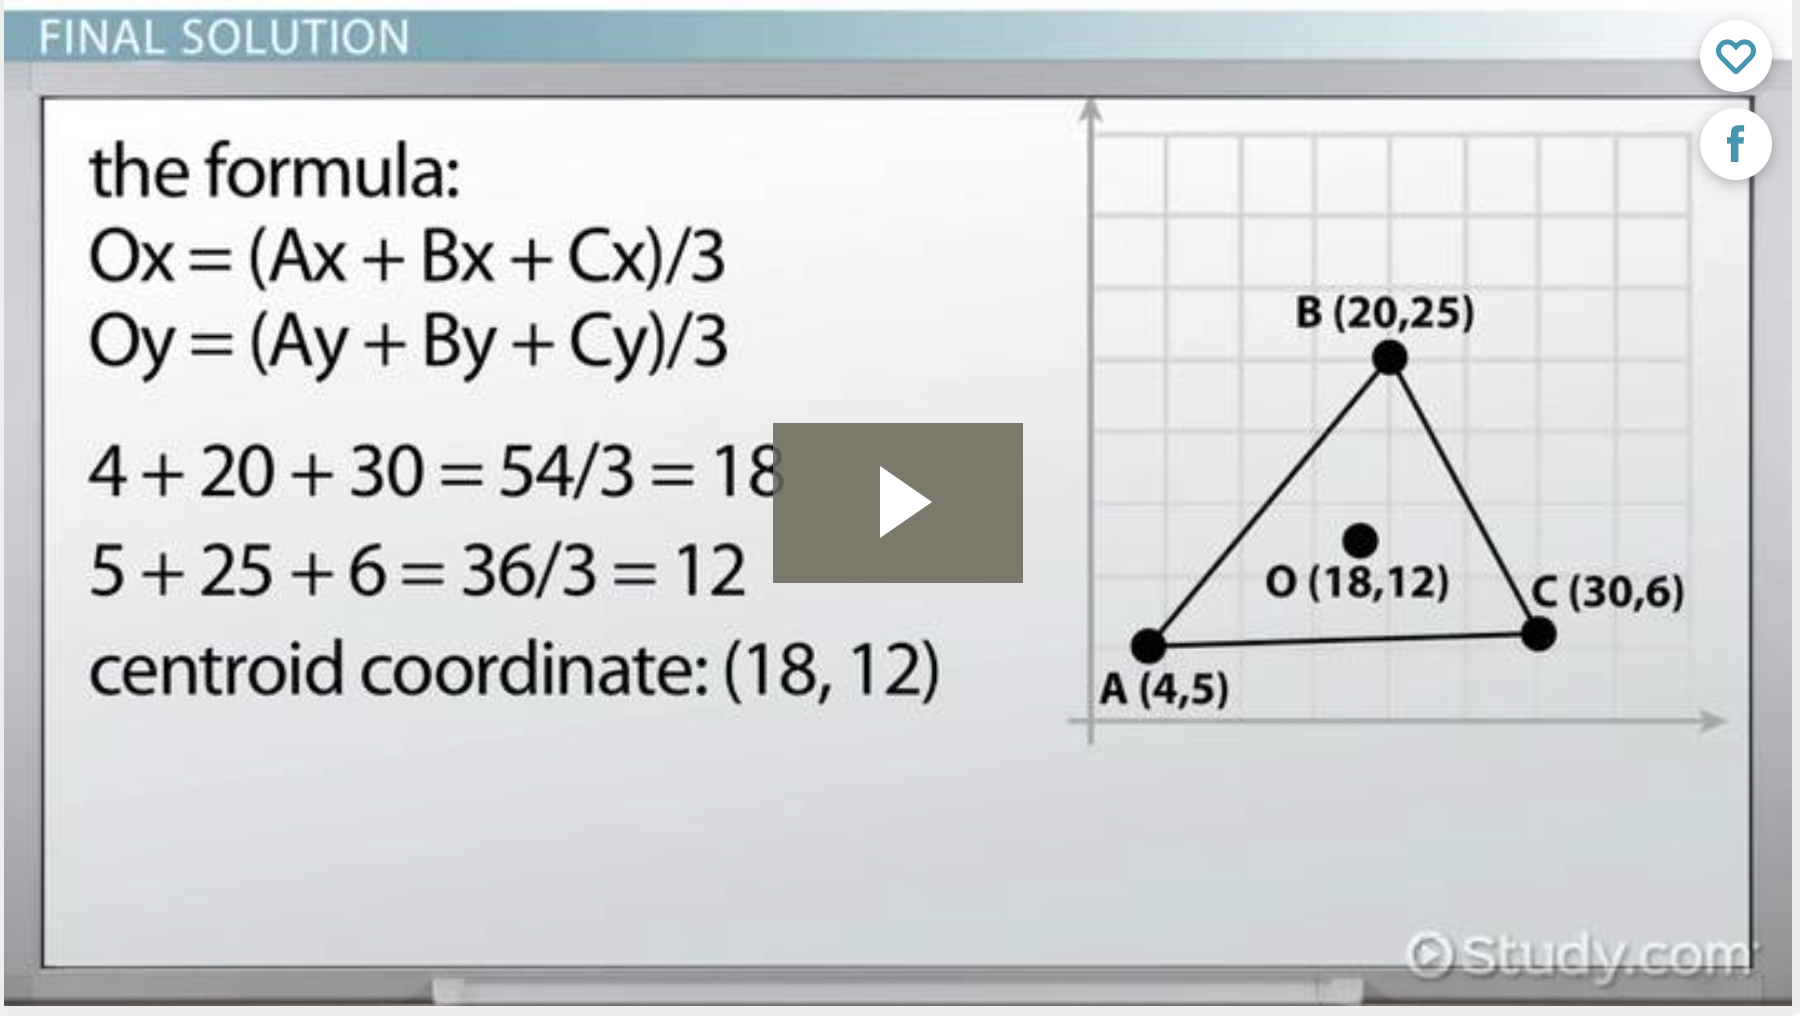 FINAL SOLUTION
the formula:
Ox = (Ax + Bx + Cx)/3
Oy = (Ay + By + Cy)/3
4 + 20 + 30 = 54/3 = 18
5 + 25 + 6 = 36/3 = 12
centroid coordinate: (18, 12)
B (20,25)
O (18,12)
C (30,6)
A (4,5)
f
Study.com